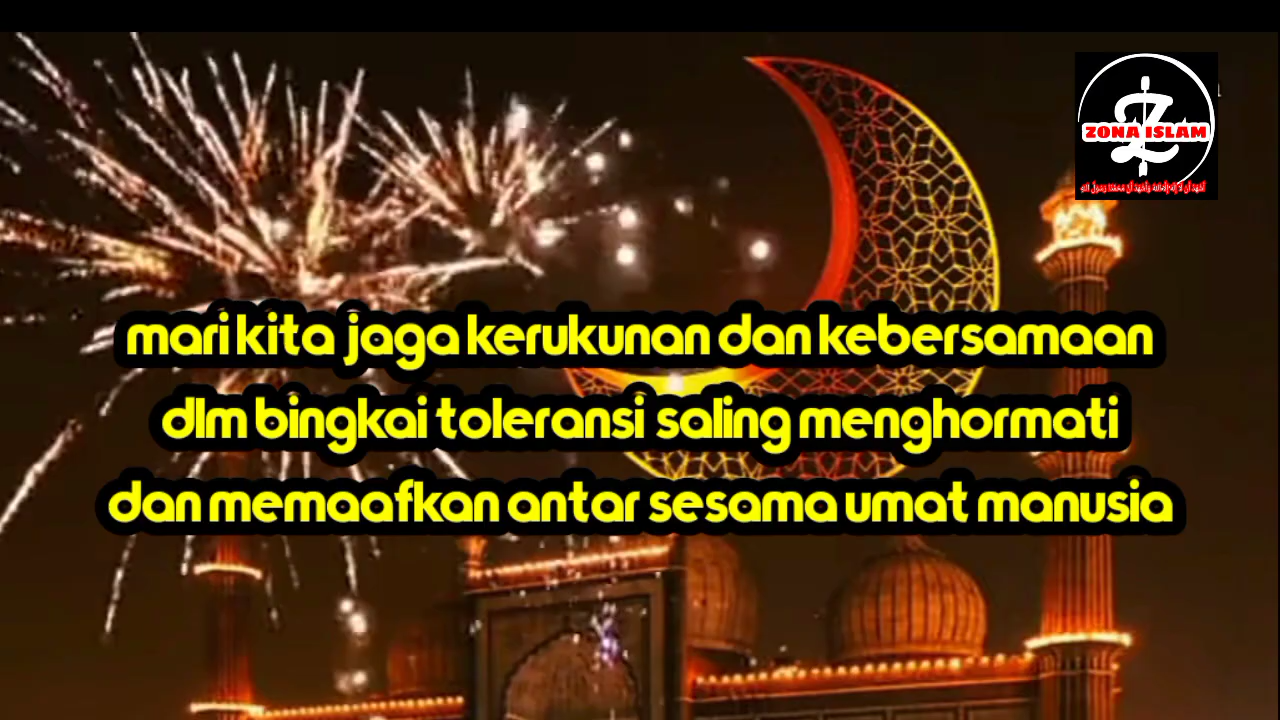 ZONA ISLAM
mari kita jaga kerukunan dan kebersamaan
dlm bingkai toleransi saling menghormati
dan memaafkan antar sesama umat manusia